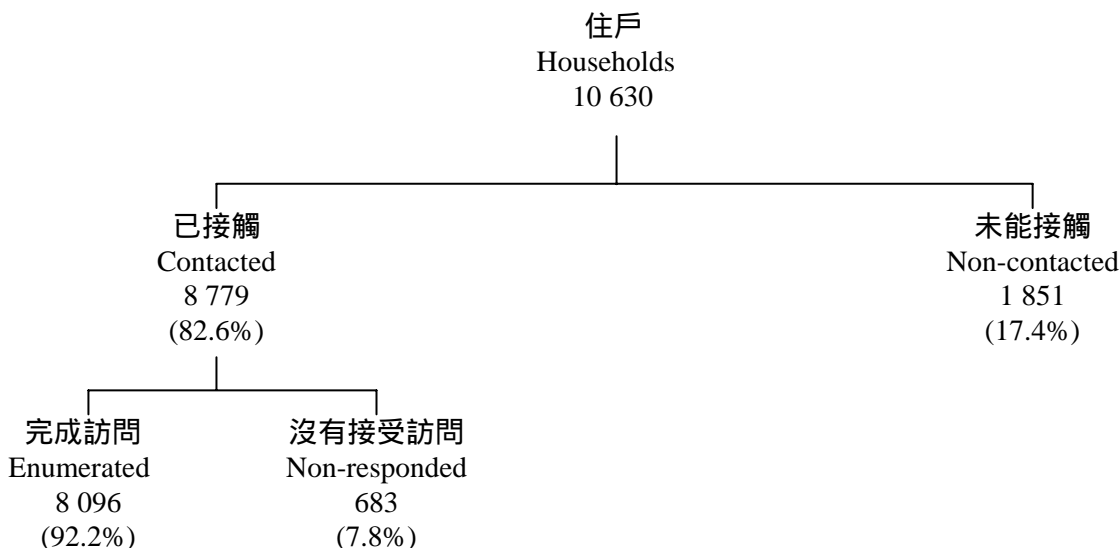 住戶
Households
10 630
已接觸
Contacted
8 779
(82.6%)
未能接觸
Non-contacted
1 851
(17.4%)
完成訪問
Enumerated
8 096
(92.2%)
沒有接受訪問
Non-responded
683
(7.8%)